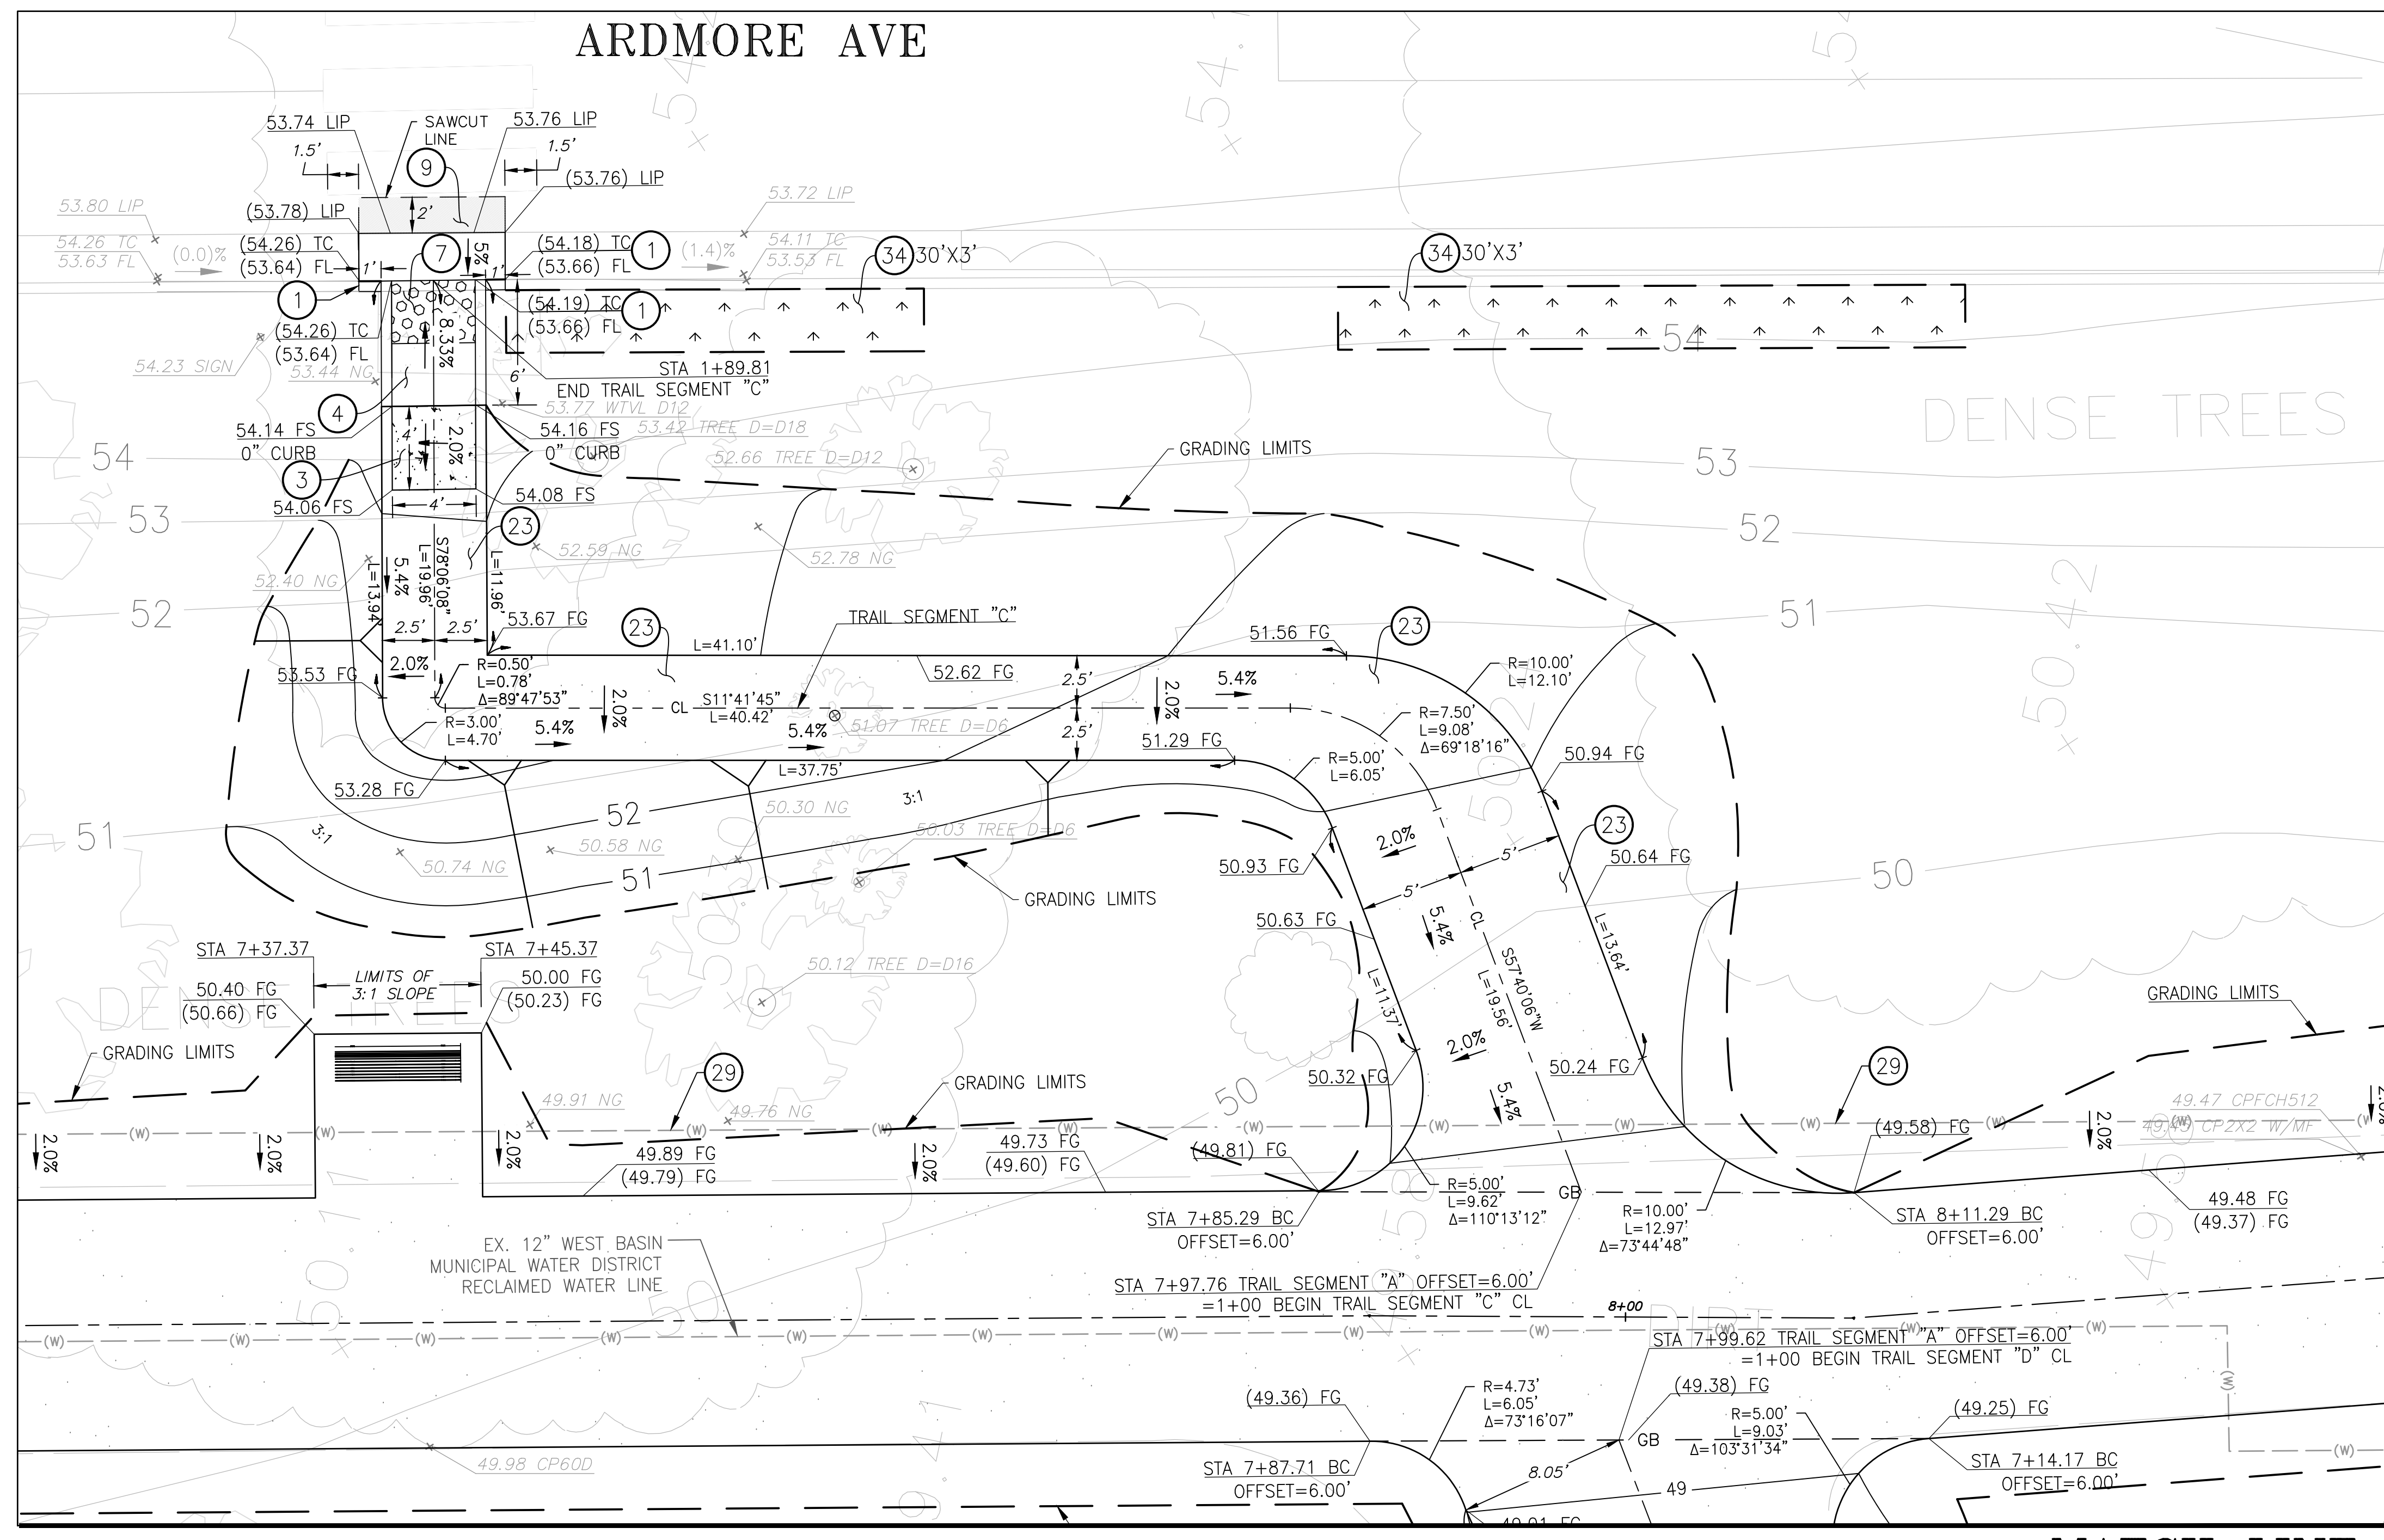 ARDMORE AVE
53.74 LIP
SAWCUT
LINE
53.76 LIP
1.5'
1.5'
9
(53.76) LIP
53.80 LIP
(53.78) LIP
2'
53.72 LIP
54.26 TC
53.63 FL
(0.0)%
(54.26) TC
(53.64) FL
7
5%
(54.18) TC
(53.66) FL
1
(1.4)%
54.11 TC
53.53 FL
34 30'X3'
34 30'X3'
1'
1'
1
(54.19) TC
(53.66) FL
1
(54.26) TC
(53.64) FL
8.33%
54.23 SIGN
53.44 NG
54
STA 1+89.81
END TRAIL SEGMENT "C"
6'
4
53.77 WTVL D12
54.14 FS
0" CURB
4'
2.0%
54.16 FS
0" CURB
53.42 TREE D=D18
52.66 TREE D=D12
GRADING LIMITS
DENSE TREES
54
53
3
54.06 FS
4'
54.08 FS
53
23
52
52.59 NG
52.78 NG
52.40 NG
L=13.94'
5.4%
L=19.96'
S78°06'08"
L=11.96'
50.42
52
51
2.5'
2.5'
53.67 FG
23
TRAIL SEGMENT "C"
L=41.10'
51.56 FG
23
53.53 FG
2.0%
R=0.50'
L=0.78'
Δ=89°47'53"
52.62 FG
2.5'
R=10.00'
L=12.10'
5.4%
2.0%
2.0%
CL
S11°41'45"
L=40.42'
R=3.00'
L=4.70'
5.4%
5.4%
51.07 TREE D=D6
2.5'
R=7.50'
L=9.08'
Δ=69°18'16"
51.29 FG
R=5.00'
L=6.05'
50.94 FG
53.28 FG
L=37.75'
3:1
52
50.30 NG
51
3:1
50.03 TREE D=D6
50.58 NG
50.74 NG
51
2.0%
23
50.93 FG
5'
50.64 FG
50
5'
GRADING LIMITS
50.63 FG
5.4%
CL
L=13.64'
STA 7+37.37
STA 7+45.37
LIMITS OF
3:1 SLOPE
50.40 FG
(50.66) FG
50.00 FG
(50.23) FG
50.12 TREE D=D16
DENSE TREES
L=11.37'
S57°40'06"W
L=19.56'
GRADING LIMITS
GRADING LIMITS
29
GRADING LIMITS
50
2.0%
50.32 FG
50.24 FG
29
5.4%
49.91 NG
49.76 NG
49.47 CPFCH512
49.45 CP2X2 W/MF
(W) (W) (W) (W) (W) (W) (W) (W) (W) (W) (W) (W) (W)
2.0%
2.0%
2.0%
2.0%
2.0%
49.89 FG
(49.79) FG
49.73 FG
(49.60) FG
(49.81) FG
(49.58) FG
R=5.00'
L=9.62'
Δ=110°13'12"
GB
R=10.00'
L=12.97'
Δ=73°44'48"
49.48 FG
(49.37) FG
STA 7+85.29 BC
OFFSET=6.00'
STA 8+11.29 BC
OFFSET=6.00'
EX. 12" WEST BASIN
MUNICIPAL WATER DISTRICT
RECLAIMED WATER LINE
50
STA 7+97.76 TRAIL SEGMENT "A" OFFSET=6.00'
=1+00 BEGIN TRAIL SEGMENT "C" CL
8+00
DIRT
(W) (W) (W) (W) (W) (W) (W) (W) (W) (W) (W) (W)
STA 7+99.62 TRAIL SEGMENT "A" OFFSET=6.00'
=1+00 BEGIN TRAIL SEGMENT "D" CL
(W)
(49.36) FG
R=4.73'
L=6.05'
Δ=73°16'07"
(49.38) FG
R=5.00'
L=9.03'
Δ=103°31'34"
(49.25) FG
GB
(W)
49.98 CP60D
STA 7+87.71 BC
OFFSET=6.00'
8.05'
49
STA 7+14.17 BC
OFFSET=6.00'